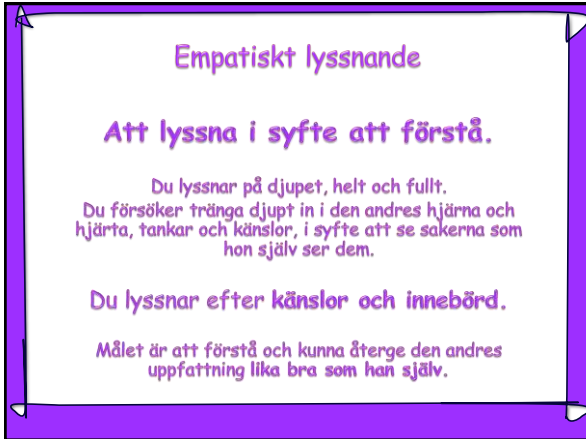 Empatiskt lyssnande
Att lyssna i syfte att förstå.
Du lyssnar på djupet, helt och fullt.
Du försöker tränga djupt in i den andres hjärna och
hjärta, tankar och känslor, i syfte att se sakerna som
hon själv ser dem.
Du lyssnar efter känslor och innebörd.
Målet är att förstå och kunna återge den andres
uppfattning lika bra som han själv.